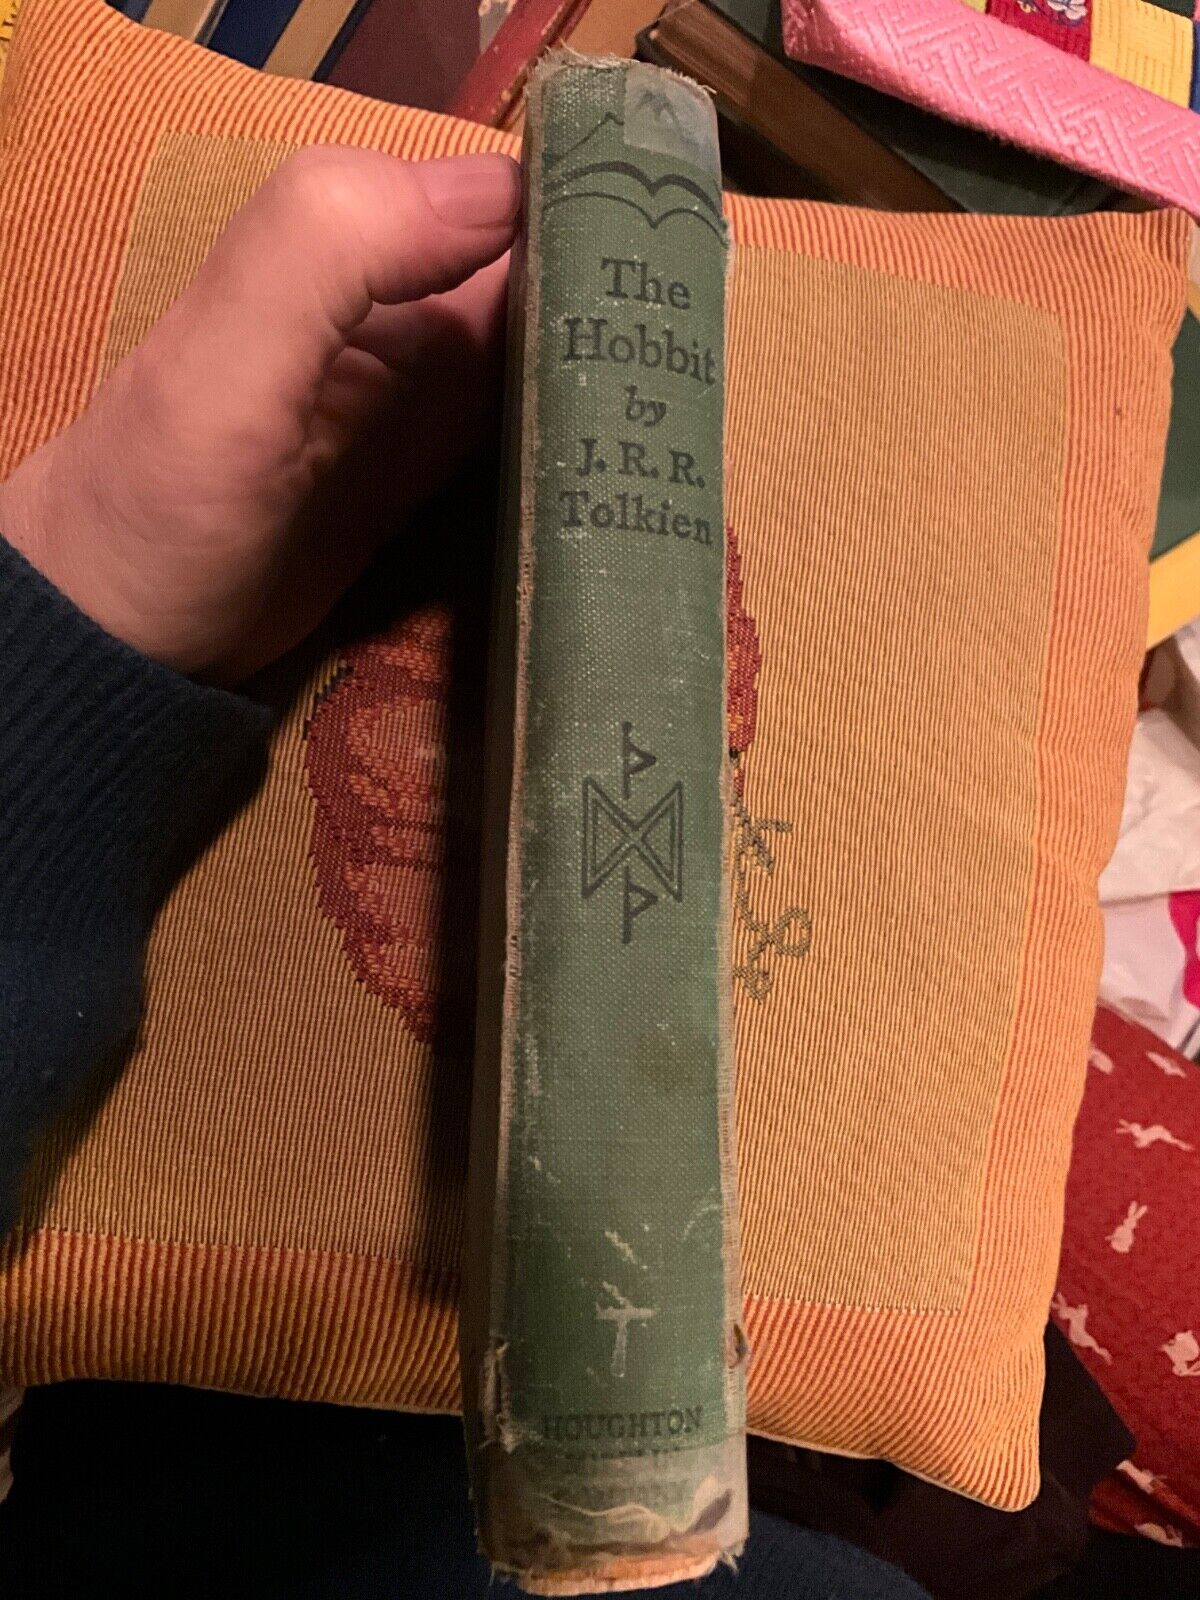 The
Hobbit
by
J. R. R.
Tolkien
HOUGHTON